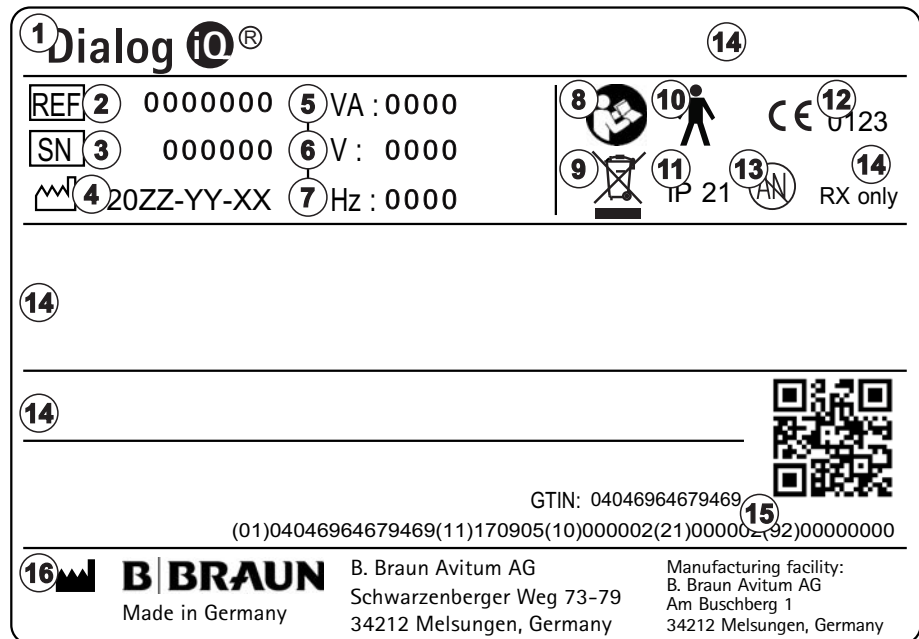 1 Dialog iQ® 14
REF 2 0000000 5 VA : 0000 8 10 CE 12 0123
SN 3 000000 6 V : 0000
4 20ZZ-YY-XX 7 Hz : 0000 9 11 IP 21 13 AN 14 RX only
14
14
GTIN: 04046964679469
(01)04046964679469(11)170905(10)000002(21)000002(92)00000000
15
16 B|BRAUN
Made in Germany
B. Braun Avitum AG
Schwarzenberger Weg 73-79
34212 Melsungen, Germany
Manufacturing facility:
B. Braun Avitum AG
Am Buschberg 1
34212 Melsungen, Germany